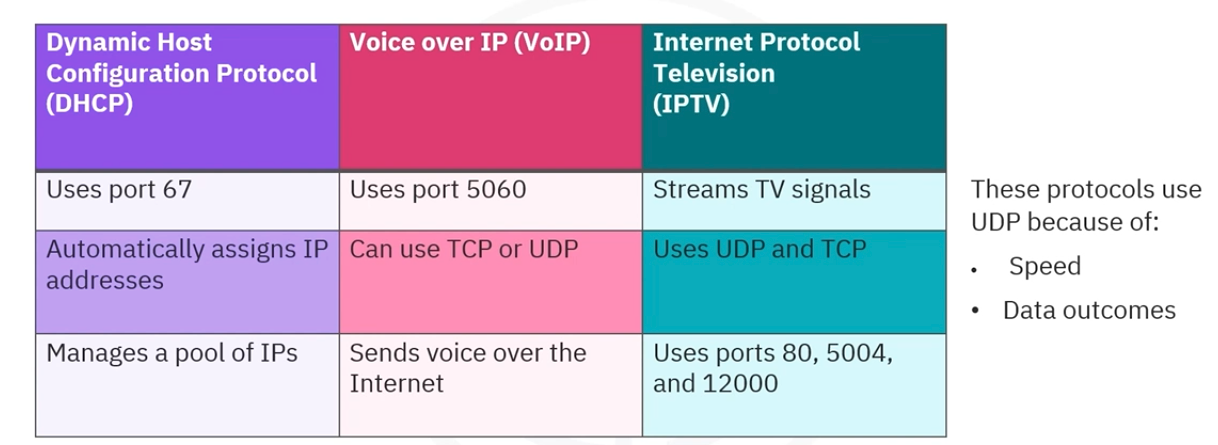 Dynamic Host
Configuration Protocol
(DHCP)
Voice over IP (VoIP)
Internet Protocol
Television
(IPTV)
Uses port 67
Uses port 5060
Streams TV signals
Automatically assigns IP
addresses
Can use TCP or UDP
Uses UDP and TCP
Manages a pool of IPs
Sends voice over the
Internet
Uses ports 80, 5004,
and 12000
These protocols use
UDP because of:
• Speed
• Data outcomes